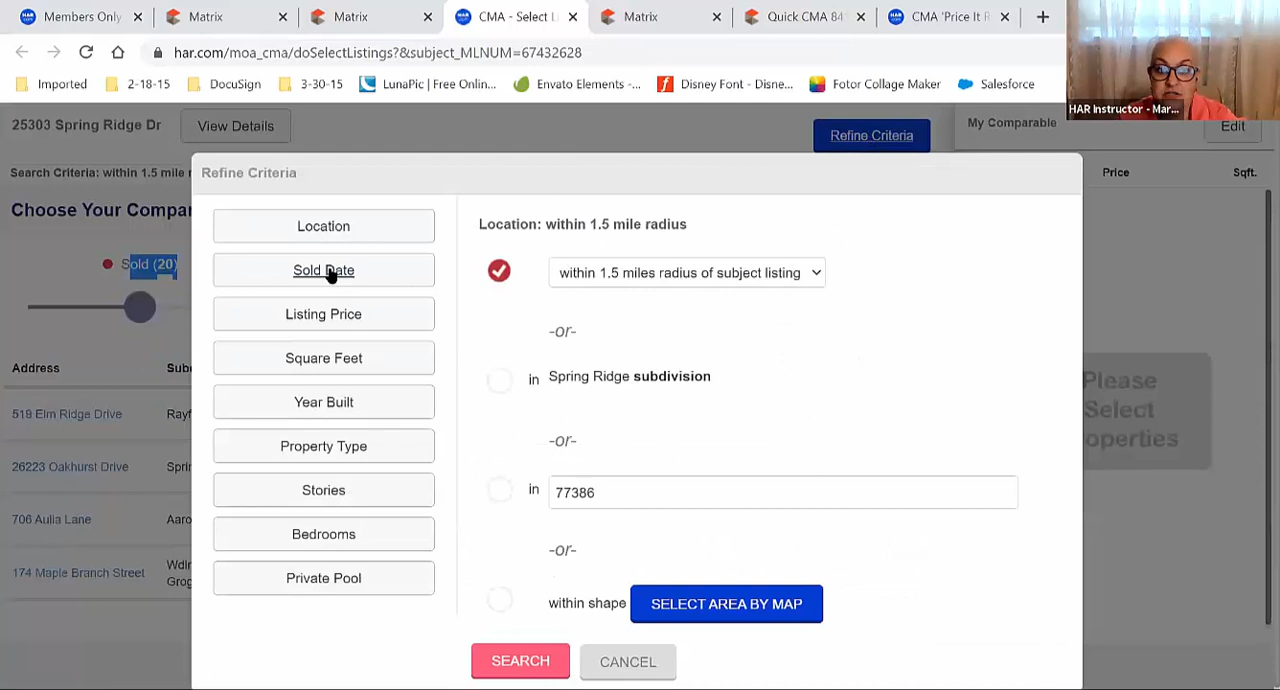 Members Only
Matrix
Matrix
CMA - Select L
Matrix
Quick CMA 84
CMA 'Price It R
har.com/moa_cma/doSelectListings?&subject_MLNUM=67432628
Imported
2-18-15
DocuSign
3-30-15
LunaPic | Free Onlin...
Envato Elements -...
Disney Font - Disne...
Fotor Collage Maker
Salesforce
HAR Instructor - Mar...
25303 Spring Ridge Dr
View Details
Refine Criteria
My Comparable
Edit
Search Criteria: within 1.5 mile r
Price
Sqft.
Choose Your Compa
Sold (20)
Address
Sub
519 Elm Ridge Drive
Rayf
26223 Oakhurst Drive
Sprin
706 Aulia Lane
Aaro
174 Maple Branch Street
Wdln
Grog
Refine Criteria
Location
Sold Date
Listing Price
Square Feet
Year Built
Property Type
Stories
Bedrooms
Private Pool
Location: within 1.5 mile radius
within 1.5 miles radius of subject listing
-or-
in Spring Ridge subdivision
-or-
in 77386
-or-
within shape SELECT AREA BY MAP
SEARCH
CANCEL
Please
Select
operties